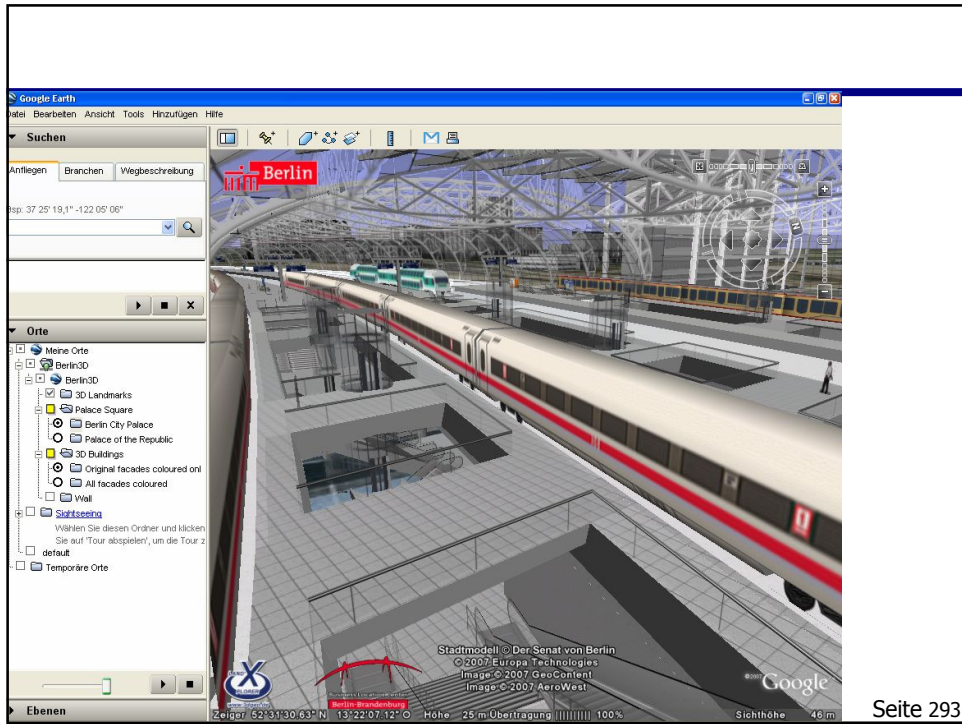 Google Earth
Datei Bearbeiten Ansicht Tools Hinzufügen Hilfe
Suchen
Anfliegen Branchen Wegbeschreibung
37 25' 19,1" -122 05' 06"
Orte
Meine Orte
Berlin3D
Berlin3D
3D Landmarks
Palace Square
Berlin City Palace
Palace of the Republic
3D Buildings
Original facades coloured onl
All facades coloured
Wall
Sightseeing
Wählen Sie diesen Ordner und klicken
Sie auf 'Tour abspielen', um die Tour z
default
Temporäre Orte
Ebenen
Berlin
N
Stadtmodell © Der Senat von Berlin
© 2007 Europa Technologies
Image © 2007 GeoContent
Image © 2007 AeroWest
Berlin-Brandenburg
©2007 Google
Zeiger 52°31'30.63" N 13°22'07.12" O Höhe 25 m Übertragung |||||||||| 100% Sichthöhe 46 m
Seite 293